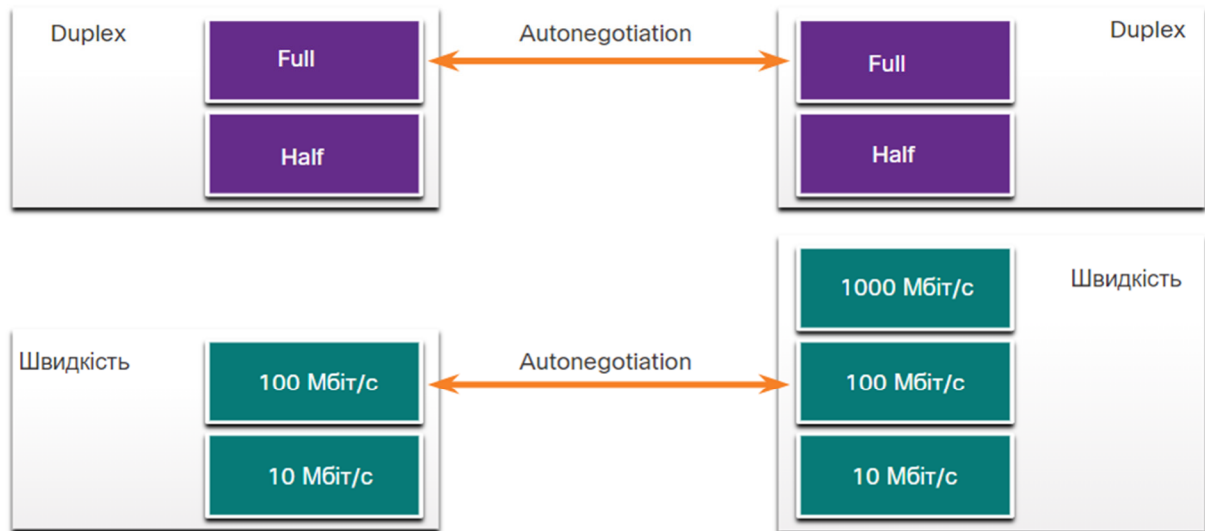 Duplex
Full
Half
Autonegotiation
Full
Half
Duplex
Швидкість
100 Мбіт/с
10 Мбіт/с
Autonegotiation
1000 Мбіт/с
100 Мбіт/с
10 Мбіт/с
Швидкість